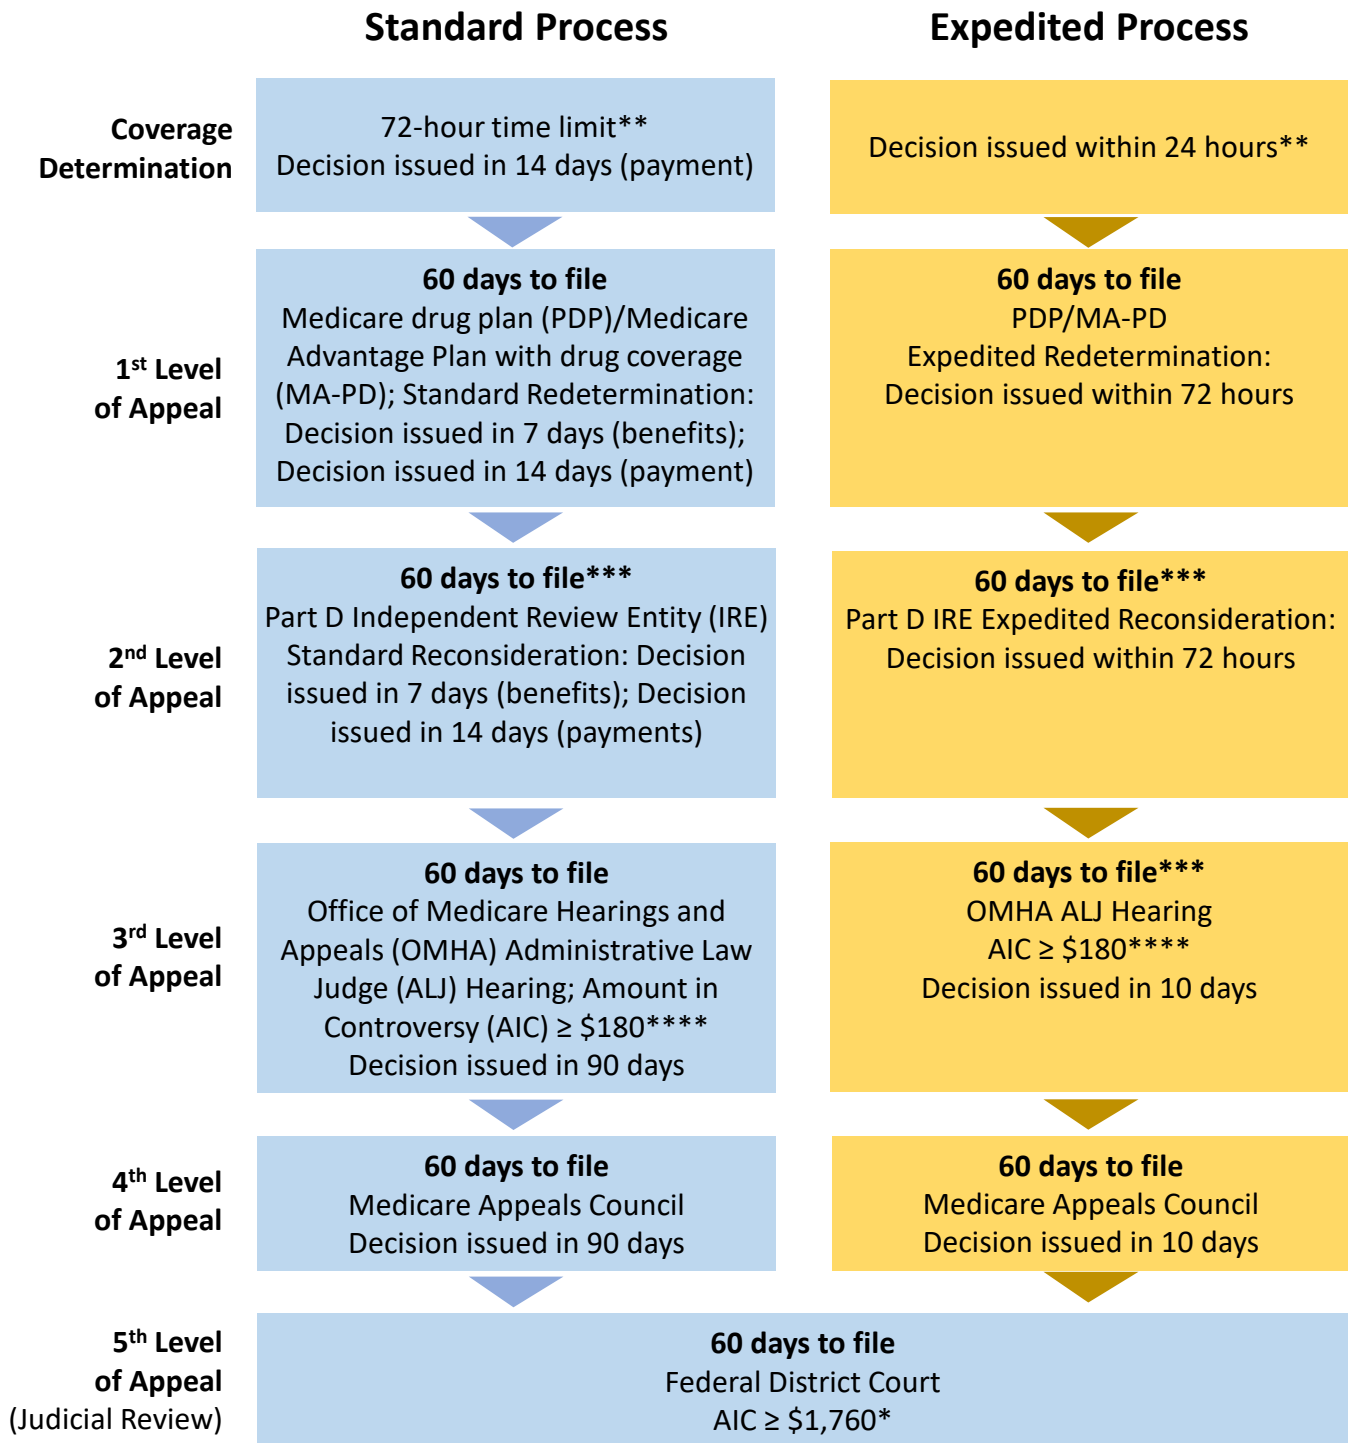 Standard Process
Expedited Process
Coverage
Determination
72-hour time limit**
Decision issued in 14 days (payment)
Decision issued within 24 hours**
1st Level
of Appeal
60 days to file
Medicare drug plan (PDP)/Medicare
Advantage Plan with drug coverage
(MA-PD); Standard Redetermination:
Decision issued in 7 days (benefits);
Decision issued in 14 days (payment)
60 days to file
PDP/MA-PD
Expedited Redetermination:
Decision issued within 72 hours
2nd Level
of Appeal
60 days to file***
Part D Independent Review Entity (IRE)
Standard Reconsideration: Decision
issued in 7 days (benefits); Decision
issued in 14 days (payments)
60 days to file***
Part D IRE Expedited Reconsideration:
Decision issued within 72 hours
3rd Level
of Appeal
60 days to file
Office of Medicare Hearings and
Appeals (OMHA) Administrative Law
Judge (ALJ) Hearing; Amount in
Controversy (AIC) ≥ $180****
Decision issued in 90 days
60 days to file***
OMHA ALJ Hearing
AIC ≥ $180****
Decision issued in 10 days
4th Level
of Appeal
60 days to file
Medicare Appeals Council
Decision issued in 90 days
60 days to file
Medicare Appeals Council
Decision issued in 10 days
5th Level
of Appeal
(Judicial Review)
60 days to file
Federal District Court
AIC ≥ $1,760*